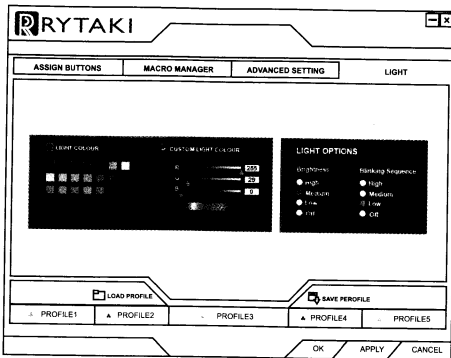 RYTAKI
ASSIGN BUTTONS
MACRO MANAGER
ADVANCED SETTING
LIGHT
LIGHT COLOUR
CUSTUM LIGHT COLOUR
R 255
G 29
B 0
LIGHT OPTIONS
Brightness Blinking Sequence
High High
Medium Medium
Low Low
Off Off
LOAD PROFILE
SAVE PEROFILE
PROFILE1
PROFILE2
PROFILE3
PROFILE4
PROFILE5
OK
APPLY
CANCEL